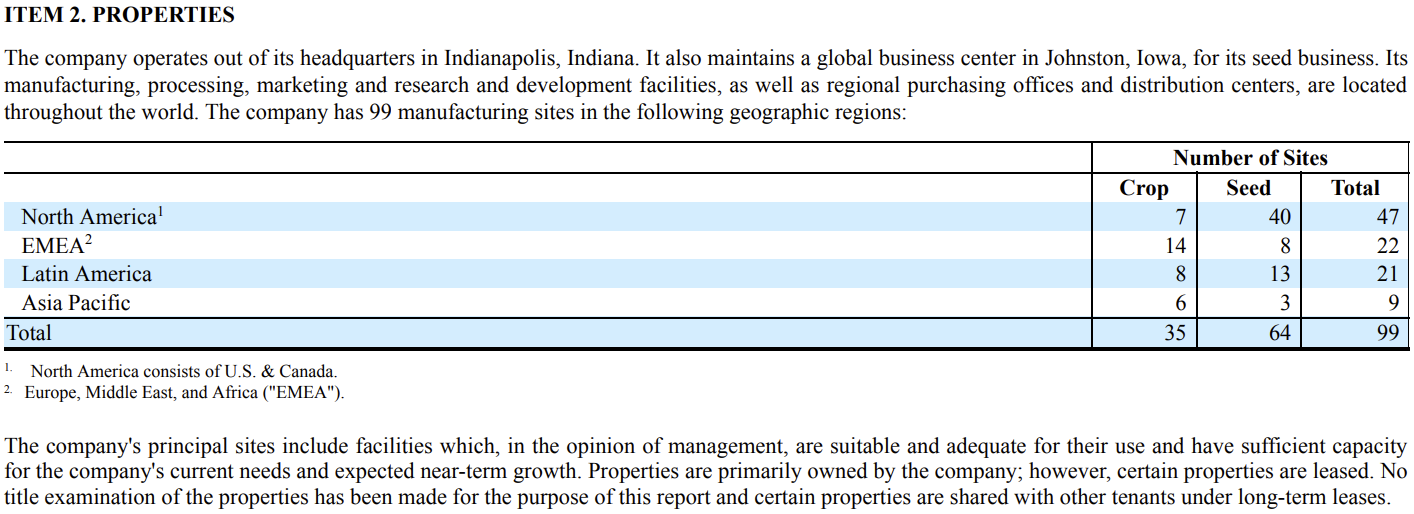 ITEM 2. PROPERTIES
The company operates out of its headquarters in Indianapolis, Indiana. It also maintains a global business center in Johnston, Iowa, for its seed business. Its
manufacturing, processing, marketing and research and development facilities, as well as regional purchasing offices and distribution centers, are located
throughout the world. The company has 99 manufacturing sites in the following geographic regions:
Number of Sites
Crop Seed Total
North America1 7 40 47
EMEA2 14 8 22
Latin America 8 13 21
Asia Pacific 6 3 9
Total 35 64 99
1. North America consists of U.S. & Canada.
2. Europe, Middle East, and Africa ("EMEA").
The company's principal sites include facilities which, in the opinion of management, are suitable and adequate for their use and have sufficient capacity
for the company's current needs and expected near-term growth. Properties are primarily owned by the company; however, certain properties are leased. No
title examination of the properties has been made for the purpose of this report and certain properties are shared with other tenants under long-term leases.